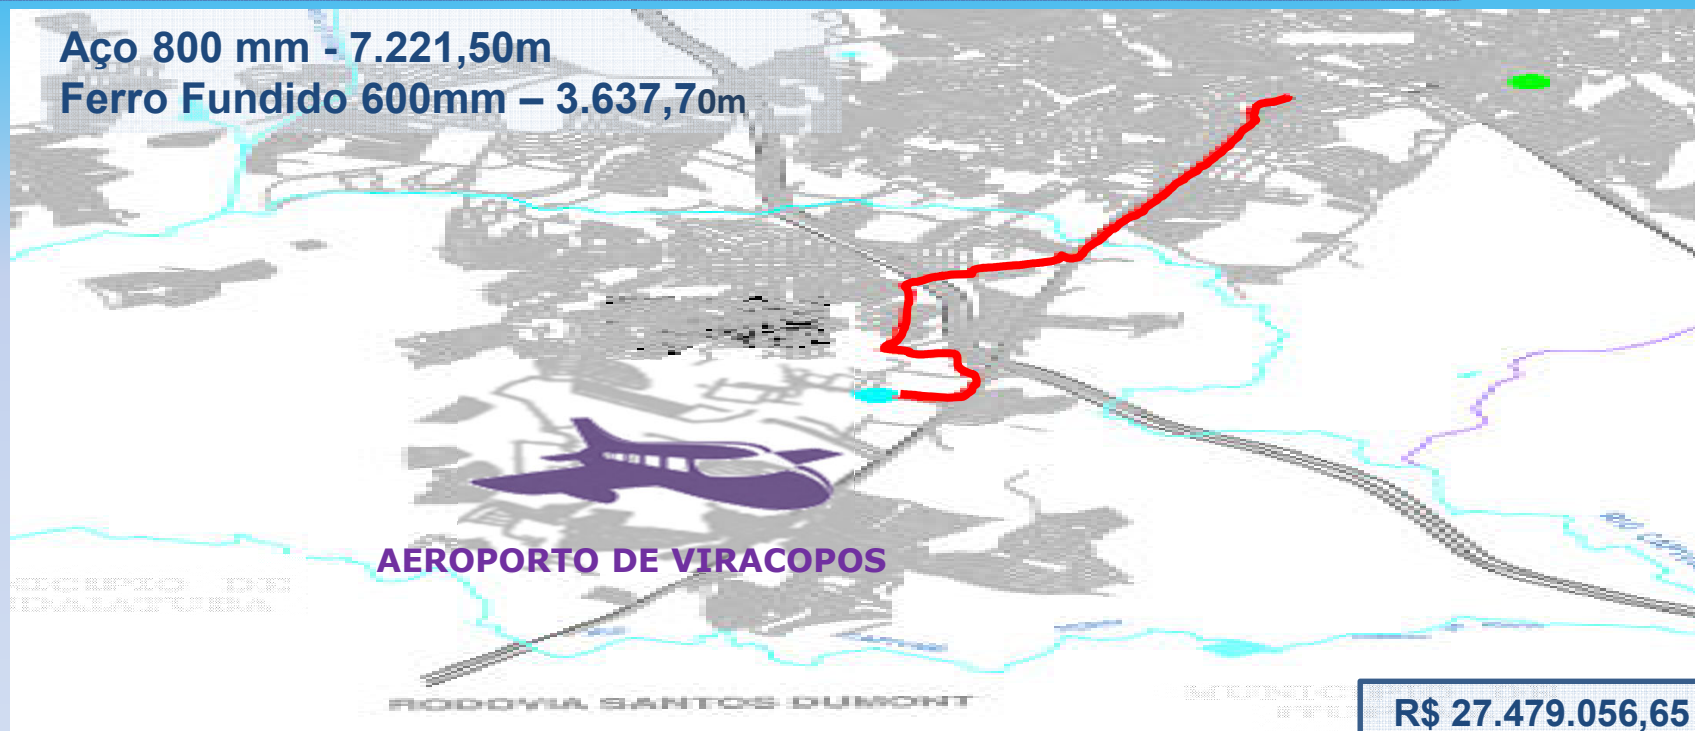 Aço 800 mm - 7.221,50m
Ferro Fundido 600mm – 3.637,70m
AEROPORTO DE VIRACOPOS
RODOVIA SANTOS DUMONT
R$ 27.479.056,65